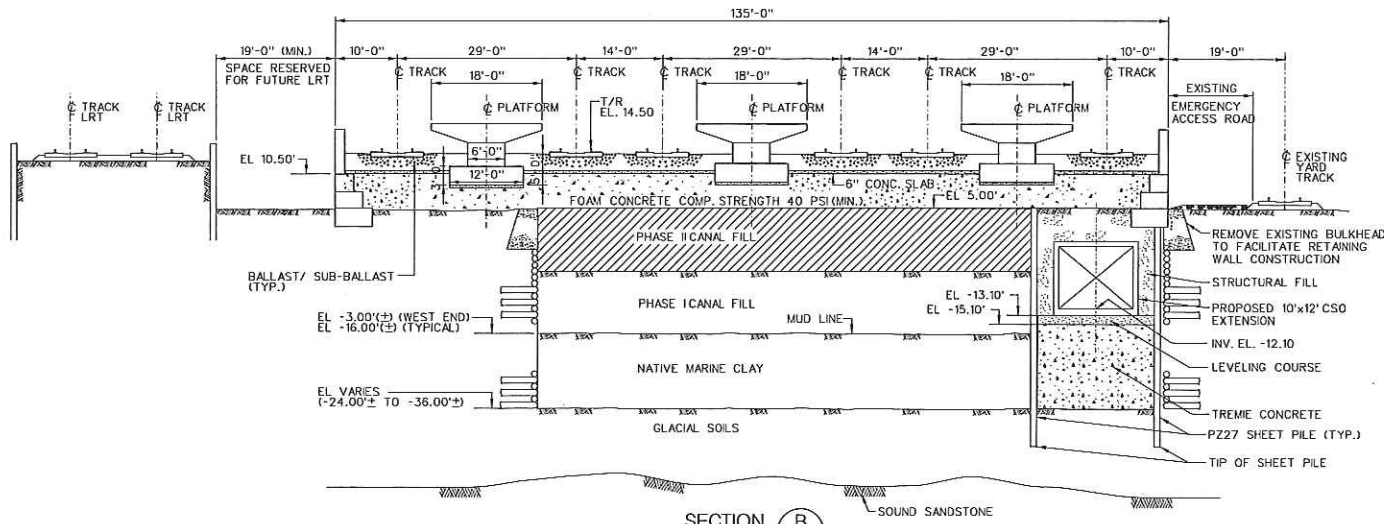 135'-0"
19'-0" (MIN.)
10'-0"
29'-0"
14'-0"
29'-0"
14'-0"
29'-0"
10'-0"
19'-0"
SPACE RESERVED
FOR FUTURE LRT
TRACK
TRACK
TRACK
TRACK
TRACK
TRACK
18'-0"
18'-0"
18'-0"
EXISTING
EMERGENCY
ACCESS ROAD
TRACK
LRT
TRACK
LRT
PLATFORM
T/R
EL. 14.50
PLATFORM
PLATFORM
EL 10.50'
6'-0"
12'-0"
6" CONC. SLAB
EXISTING
YARD
TRACK
FOAM CONCRETE COMP. STRENGTH 40 PSI (MIN.)
EL 5.00'
PHASE II CANAL FILL
REMOVE EXISTING BULKHEAD
TO FACILITATE RETAINING
WALL CONSTRUCTION
BALLAST/ SUB-BALLAST
(TYP.)
STRUCTURAL FILL
PHASE I CANAL FILL
EL -13.10'
EL -15.10'
PROPOSED 10'x12' CSO
EXTENSION
EL -3.00'(±) (WEST END)
EL -16.00'(±) (TYPICAL)
MUD LINE
INV. EL. -12.10
LEVELING COURSE
NATIVE MARINE CLAY
EL VARIES
(-24.00'± TO -36.00'±)
TREMIE CONCRETE
GLACIAL SOILS
PZ27 SHEET PILE (TYP.)
TIP OF SHEET PILE
SOUND SANDSTONE
SECTION B